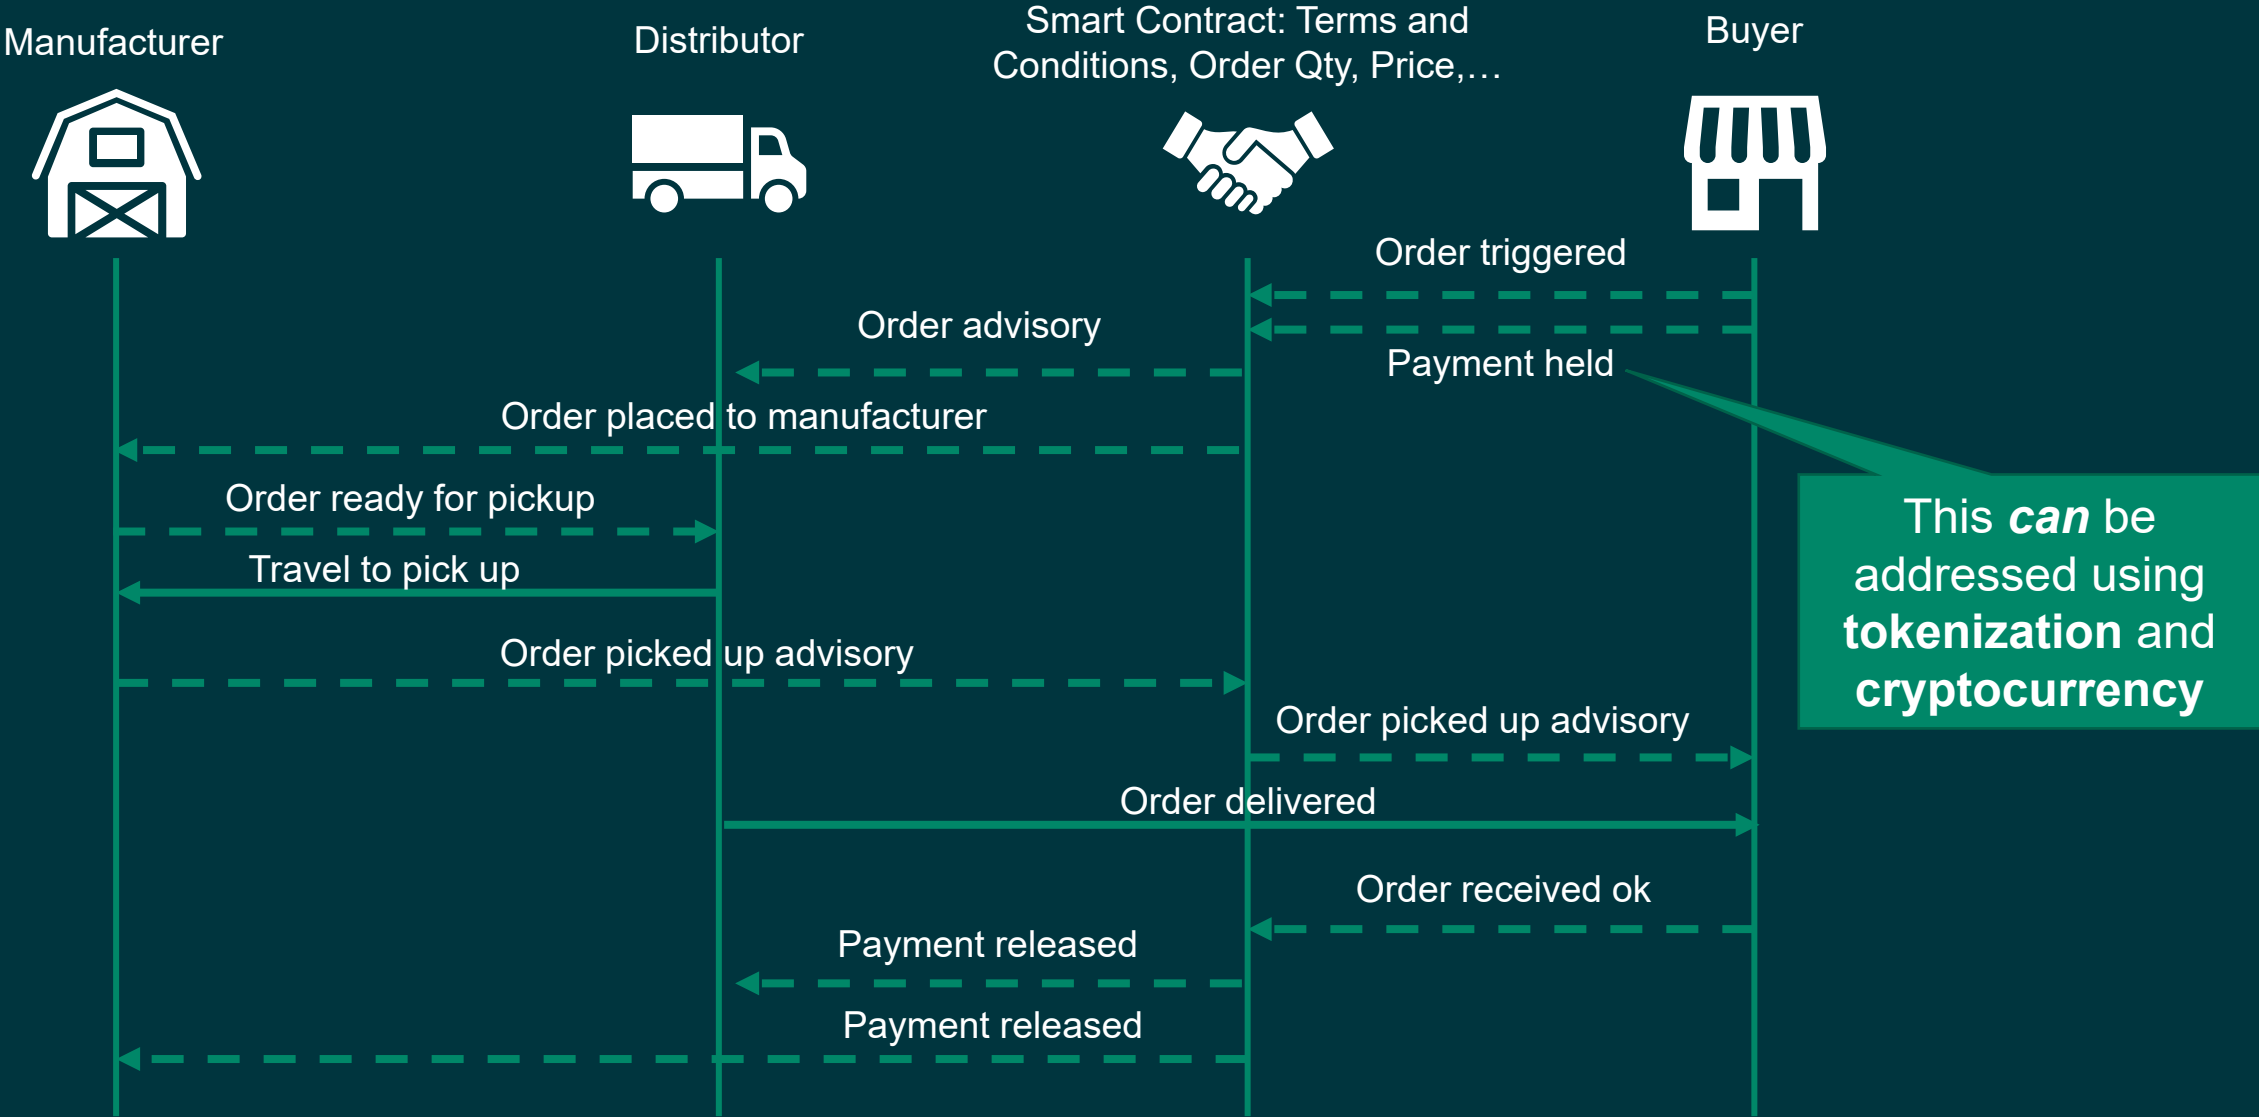 Manufacturer
Distributor
Smart Contract: Terms and
Conditions, Order Qty, Price,...
Buyer
Order triggered
Order advisory
Payment held
Order placed to manufacturer
Order ready for pickup
Travel to pick up
This can be
addressed using
tokenization and
cryptocurrency
Order picked up advisory
Order picked up advisory
Order delivered
Order received ok
Payment released
Payment released